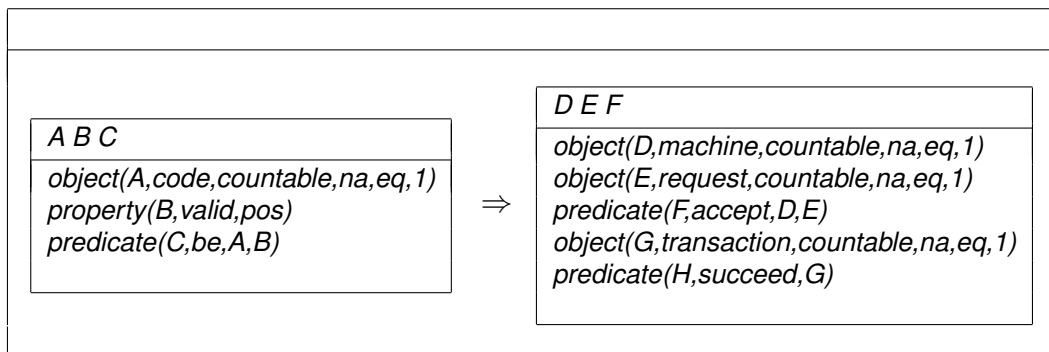 A B C
object(A,code,countable,na,eq,1)
property(B,valid,pos)
predicate(C,be,A,B)
⇒
D E F
object(D,machine,countable,na,eq,1)
object(E,request,countable,na,eq,1)
predicate(F,accept,D,E)
object(G,transaction,countable,na,eq,1)
predicate(H,succeed,G)